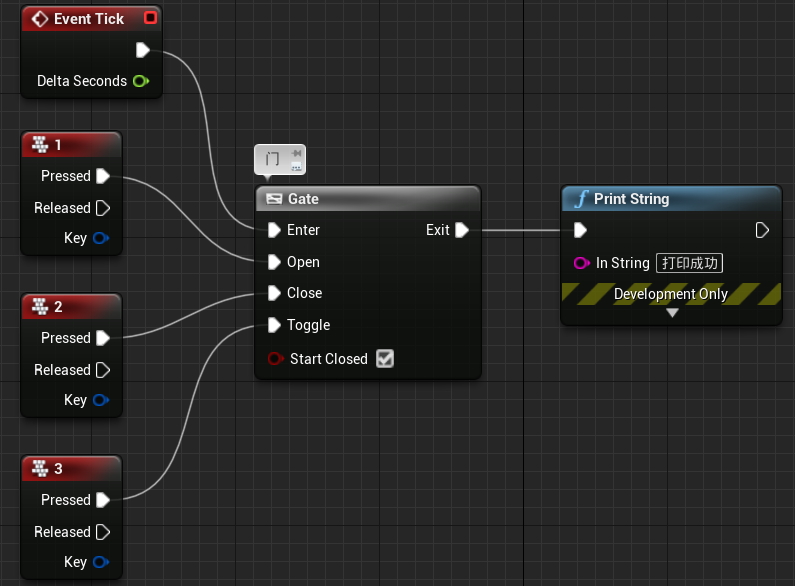 Event Tick
Delta Seconds
1
Pressed
Released
Key
2
Pressed
Released
Key
3
Pressed
Released
Key
门
Gate
Enter
Exit
Open
Close
Toggle
Start Closed
Print String
In String 打印成功
Development Only